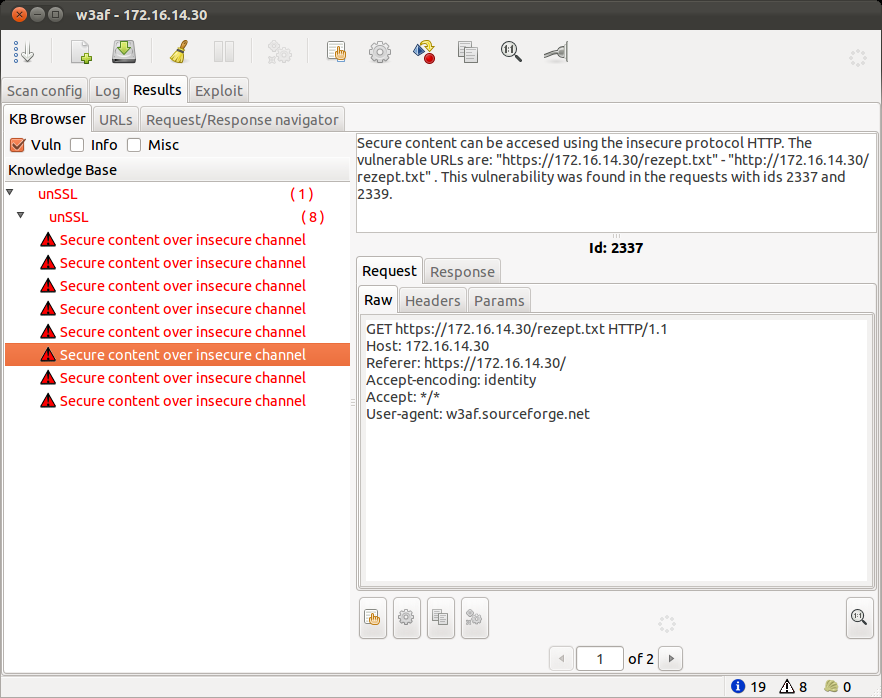 w3af - 172.16.14.30
Scan config Log Results Exploit
KB Browser URLs Request/Response navigator
Vuln Info Misc
Knowledge Base
unSSL ( 1 )
unSSL ( 8 )
Secure content over insecure channel
Secure content over insecure channel
Secure content over insecure channel
Secure content over insecure channel
Secure content over insecure channel
Secure content over insecure channel
Secure content over insecure channel
Secure content over insecure channel
Secure content can be accesed using the insecure protocol HTTP. The
vulnerable URLs are: "https://172.16.14.30/rezept.txt" - "http://172.16.14.30/
rezept.txt" . This vulnerability was found in the requests with ids 2337 and
2339.
Id: 2337
Request Response
Raw Headers Params
GET https://172.16.14.30/rezept.txt HTTP/1.1
Host: 172.16.14.30
Referer: https://172.16.14.30/
Accept-encoding: identity
Accept: */*
User-agent: w3af.sourceforge.net
1 of 2
19 8 0